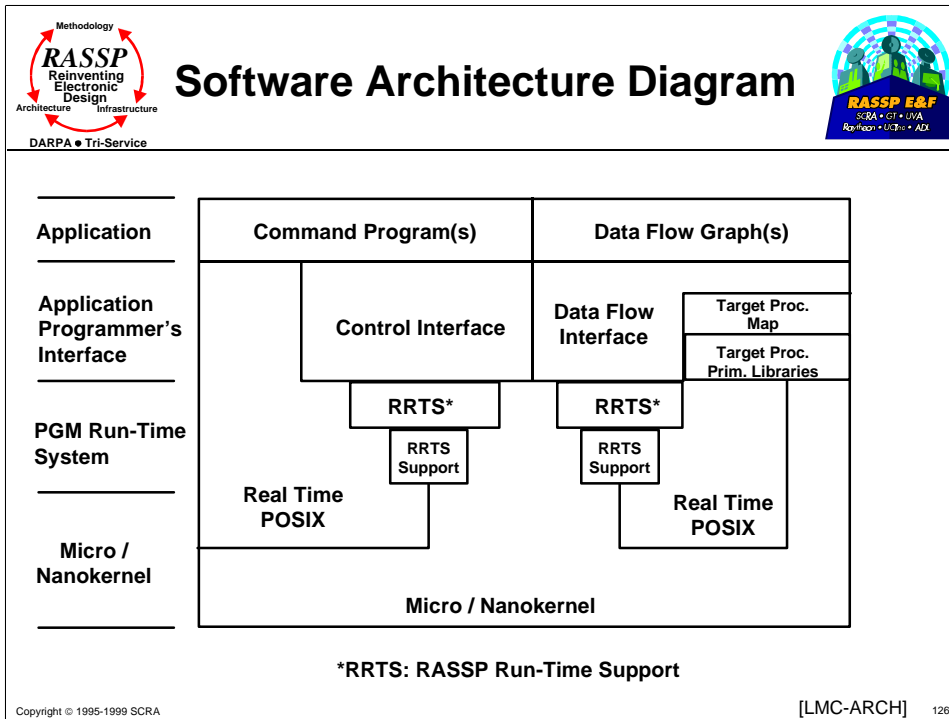 Methodology
RASSP
Reinventing
Electronic
Design
Architecture Infrastructure
DARPA ● Tri-Service
Software Architecture Diagram
RASSP E&F
SCRA • GT • UVA
Raytheon • UCinc • ADL
Application
Command Program(s)
Data Flow Graph(s)
Application
Programmer's
Interface
Control Interface
Data Flow
Interface
Target Proc.
Map
Target Proc.
Prim. Libraries
PGM Run-Time
System
RRTS*
RRTS
Support
RRTS*
RRTS
Support
Real Time
POSIX
Real Time
POSIX
Micro /
Nanokernel
Micro / Nanokernel
*RRTS: RASSP Run-Time Support
Copyright © 1995-1999 SCRA
[LMC-ARCH] 126